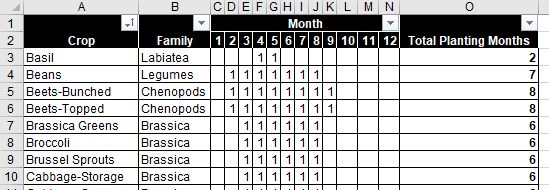 A B C D E F G H I J K L M N O
1 Month
2 Crop Family 1 2 3 4 5 6 7 8 9 10 11 12 Total Planting Months
3 Basil Labiatea 1 1 2
4 Beans Legumes 1 1 1 1 1 1 1 7
5 Beets-Bunched Chenopods 1 1 1 1 1 1 1 1 8
6 Beets-Topped Chenopods 1 1 1 1 1 1 1 1 8
7 Brassica Greens Brassica 1 1 1 1 1 1 6
8 Broccoli Brassica 1 1 1 1 1 1 6
9 Brussel Sprouts Brassica 1 1 1 1 1 1 6
10 Cabbage-Storage Brassica 1 1 1 1 1 1 6